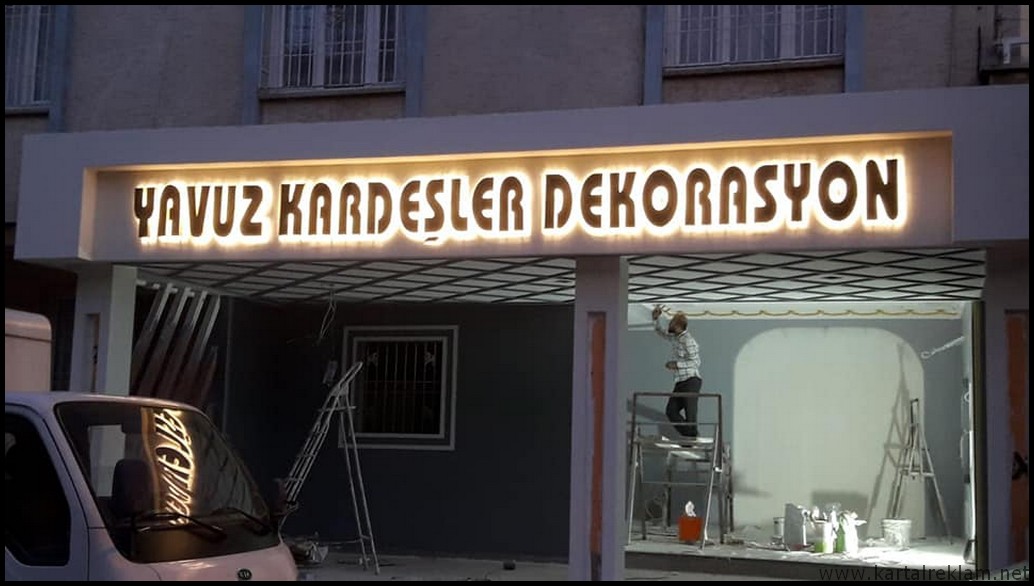 YAVUZ KARDEŞLER DEKORASYON
www.kartalreklam.net